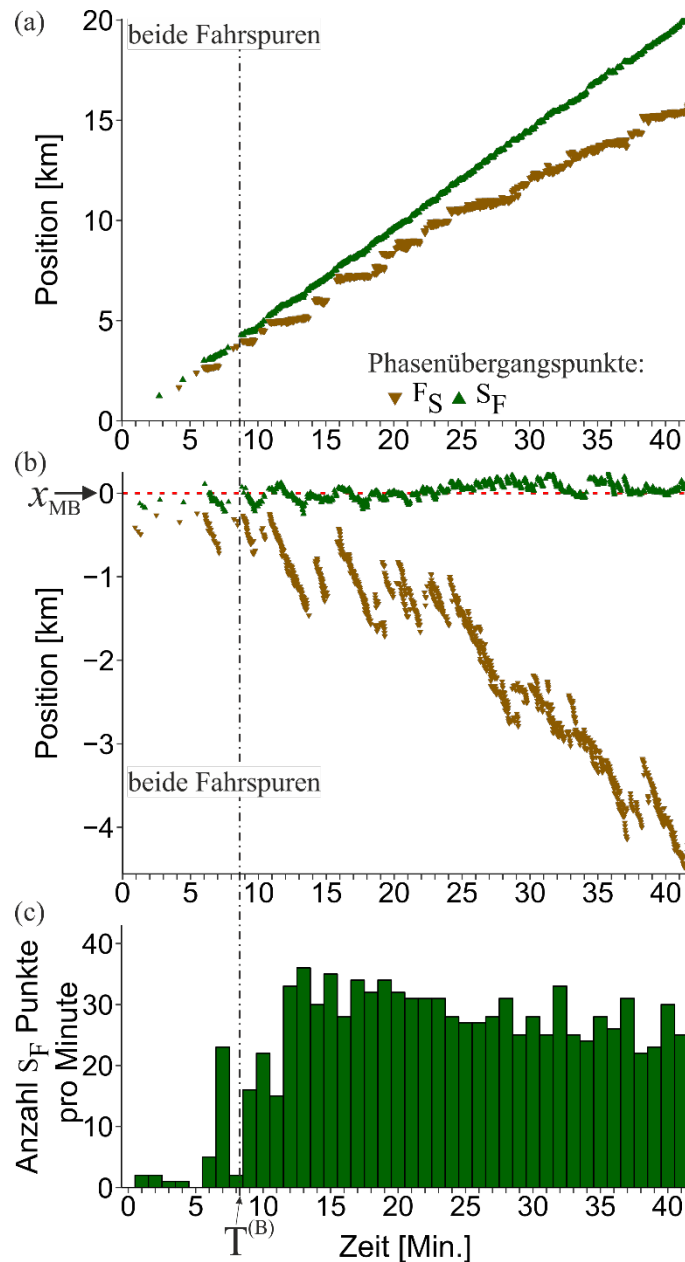 (a)
beide Fahrspuren
20
15
10
5
0
Position [km]
Phasenübergangspunkte:
F_S S_F
0 5 10 15 20 25 30 35 40
(b)
x_MB
0
−1
−2
−3
−4
Position [km]
beide Fahrspuren
0 5 10 15 20 25 30 35 40
(c)
40
30
20
10
0
Anzahl S_F Punkte
pro Minute
0 5 10 15 20 25 30 35 40
T^(B)
Zeit [Min.]